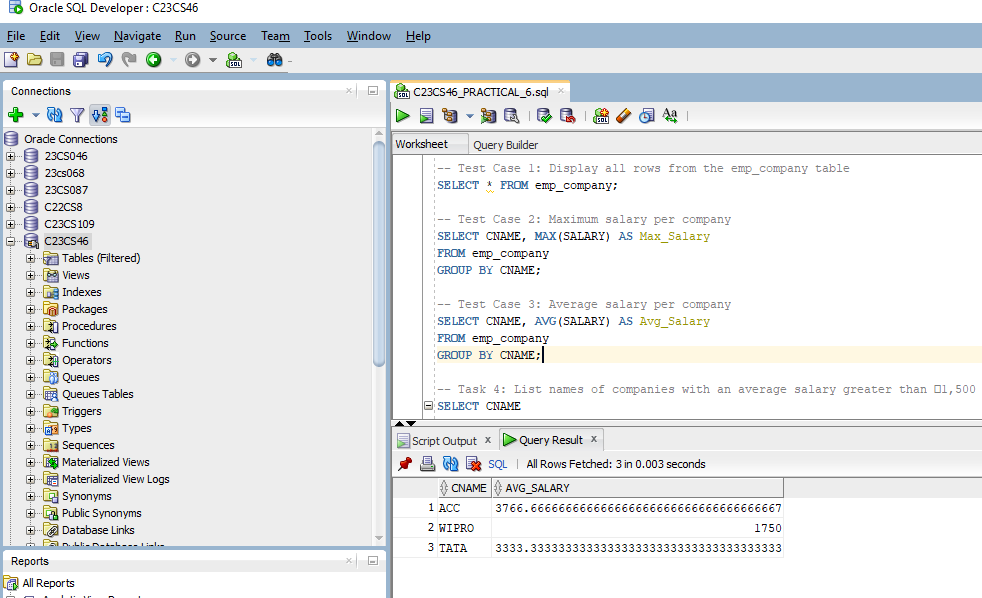 Oracle SQL Developer : C23CS46
File Edit View Navigate Run Source Team Tools Window Help
Connections
Oracle Connections
23CS046
23cs068
23CS087
C22CS8
C23CS109
C23CS46
Tables (Filtered)
Views
Indexes
Packages
Procedures
Functions
Operators
Queues
Queues Tables
Triggers
Types
Sequences
Materialized Views
Materialized View Logs
Synonyms
Public Synonyms
Database Links
Public Database Links
Reports
All Reports
C23CS46_PRACTICAL_6.sql
Worksheet Query Builder
-- Test Case 1: Display all rows from the emp_company table
SELECT * FROM emp_company;
-- Test Case 2: Maximum salary per company
SELECT CNAME, MAX(SALARY) AS Max_Salary
FROM emp_company
GROUP BY CNAME;
-- Test Case 3: Average salary per company
SELECT CNAME, AVG(SALARY) AS Avg_Salary
FROM emp_company
GROUP BY CNAME;
-- Task 4: List names of companies with an average salary greater than □1,500
SELECT CNAME
Script Output x Query Result x
SQL | All Rows Fetched: 3 in 0.003 seconds
CNAME AVG_SALARY
1 ACC 3766.666666666666666666666666666666666667
2 WIPRO 1750
3 TATA 3333.333333333333333333333333333333333333